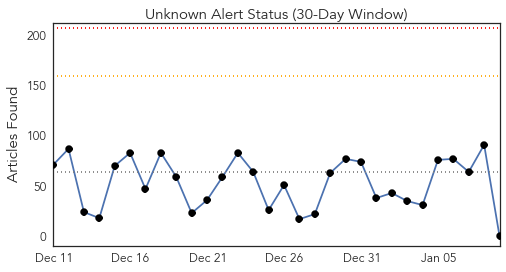 Unknown Alert Status (30-Day Window)
200
150
100
50
0
Articles Found
Dec 11 Dec 16 Dec 21 Dec 26 Dec 31 Jan 05